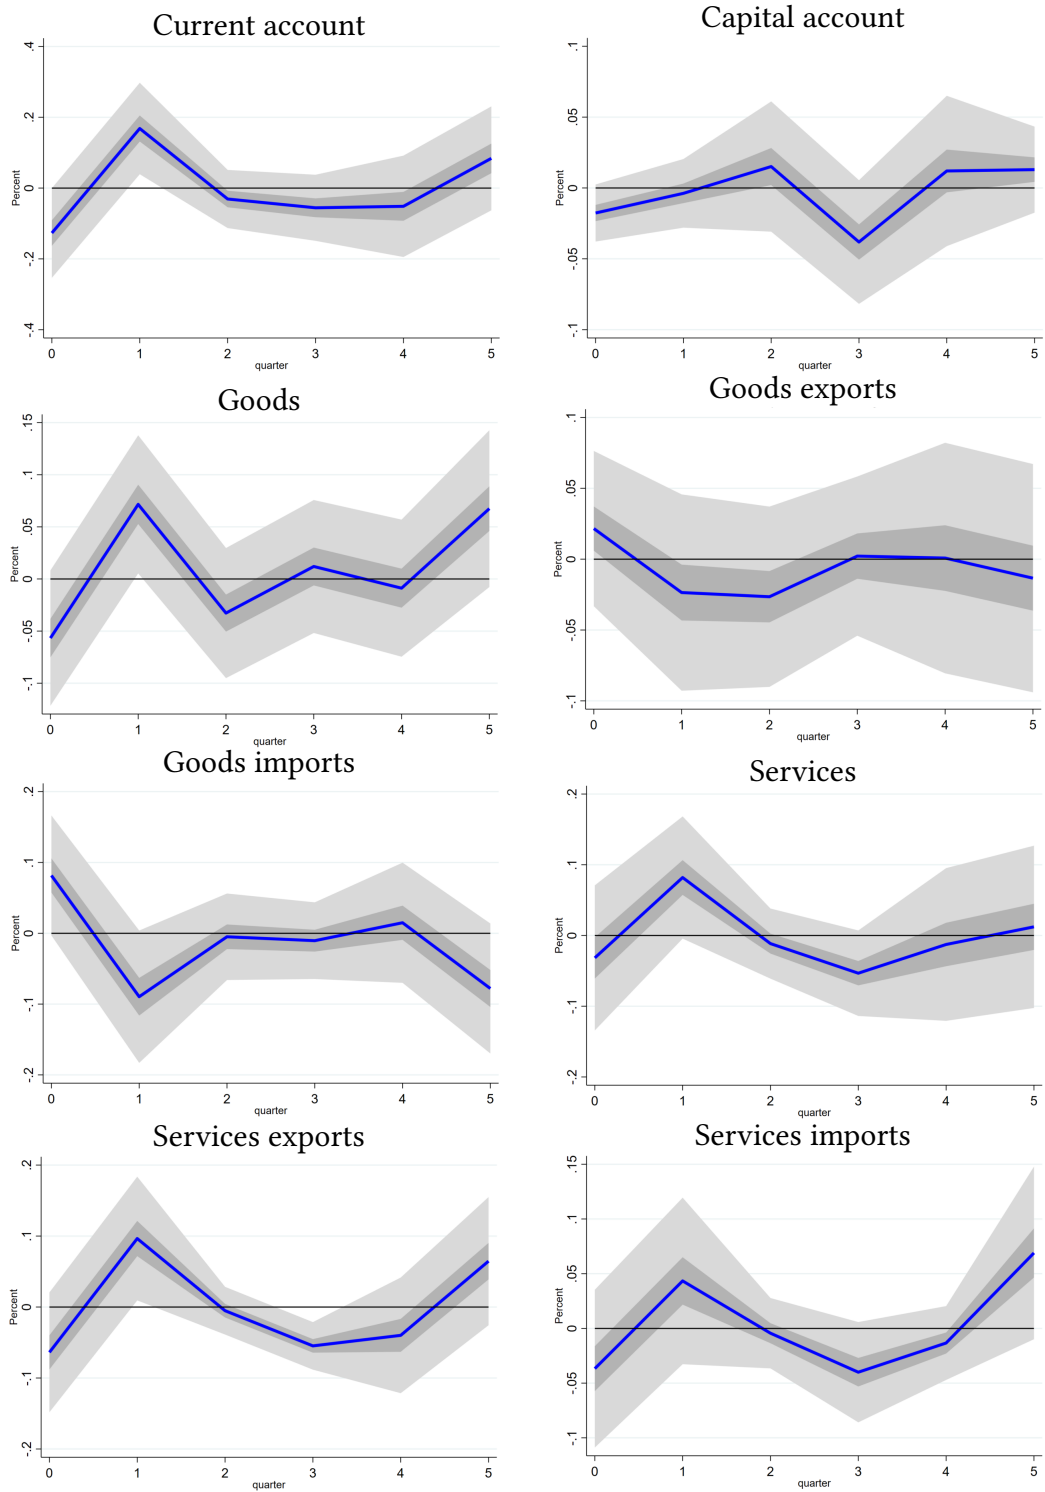 Current account
.4
.2
0
-.2
-.4
Percent
0 1 2 3 4 5
quarter
Capital account
.1
.05
0
-.05
-.1
Percent
0 1 2 3 4 5
quarter
Goods
.15
.1
.05
0
-.05
-.1
Percent
0 1 2 3 4 5
quarter
Goods exports
.1
.05
0
-.05
-.1
Percent
0 1 2 3 4 5
quarter
Goods imports
.2
.1
0
-.1
-.2
Percent
0 1 2 3 4 5
quarter
Services
.2
.1
0
-.1
-.2
Percent
0 1 2 3 4 5
quarter
Services exports
.2
.1
0
-.1
-.2
Percent
0 1 2 3 4 5
quarter
Services imports
.15
.1
.05
0
-.05
-.1
Percent
0 1 2 3 4 5
quarter